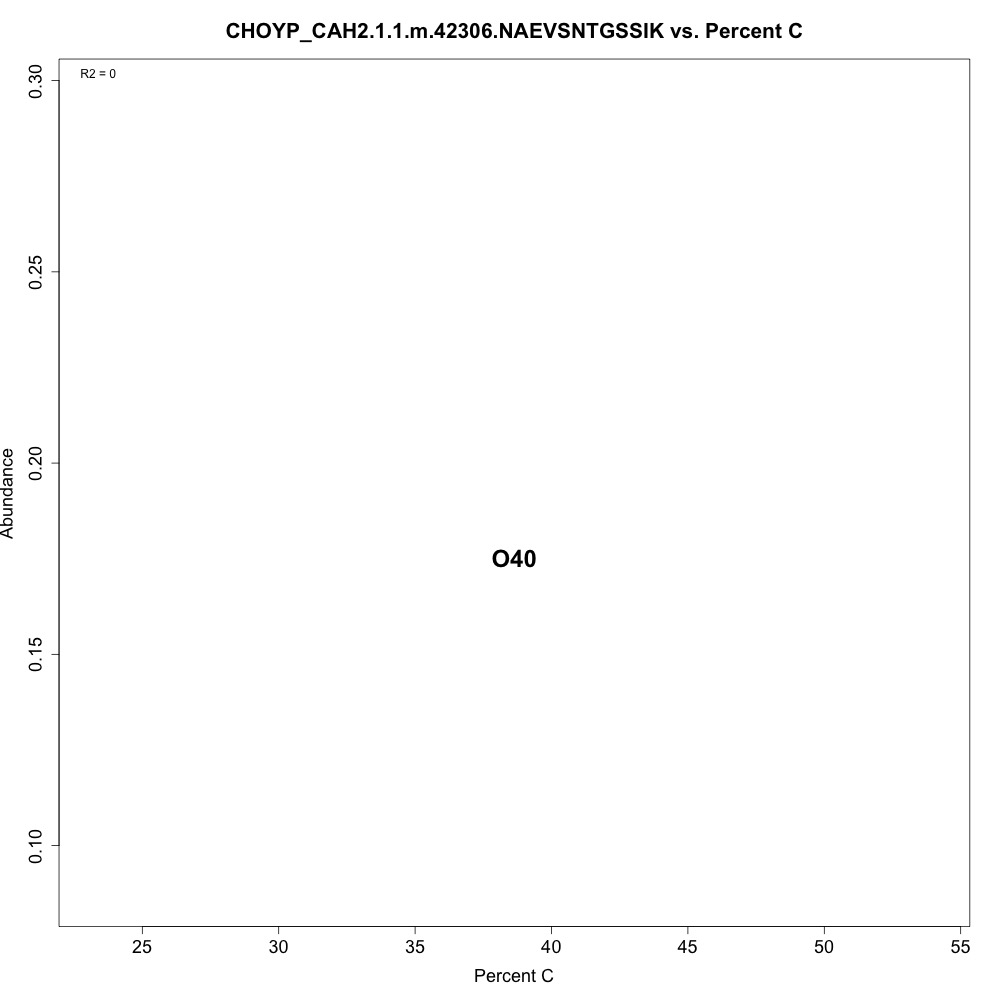 CHOYP_CAH2.1.1.m.42306.NAEVSNTGSSIK vs. Percent C
R2 = 0
0.30
0.25
0.20
0.15
0.10
Abundance
O40
25 30 35 40 45 50 55
Percent C